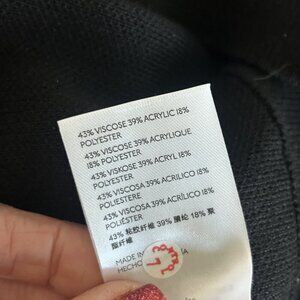 43% VISCOSE 39% ACRYLIC 18%
POLYESTER
43% VISCOSE 39% ACRYLIQUE
18% POLYESTER
43% VISKOSE 39% ACRYL 18%
POLYESTER
43% VISCOSA 39% ACRILICO 18%
POLIESTERE
43% VISCOSA 39% ACRÍLICO 18%
POLIÉSTER
43% 粘胶纤维 39% 腈纶 18% 聚
酯纤维
MADE IN
HECHO